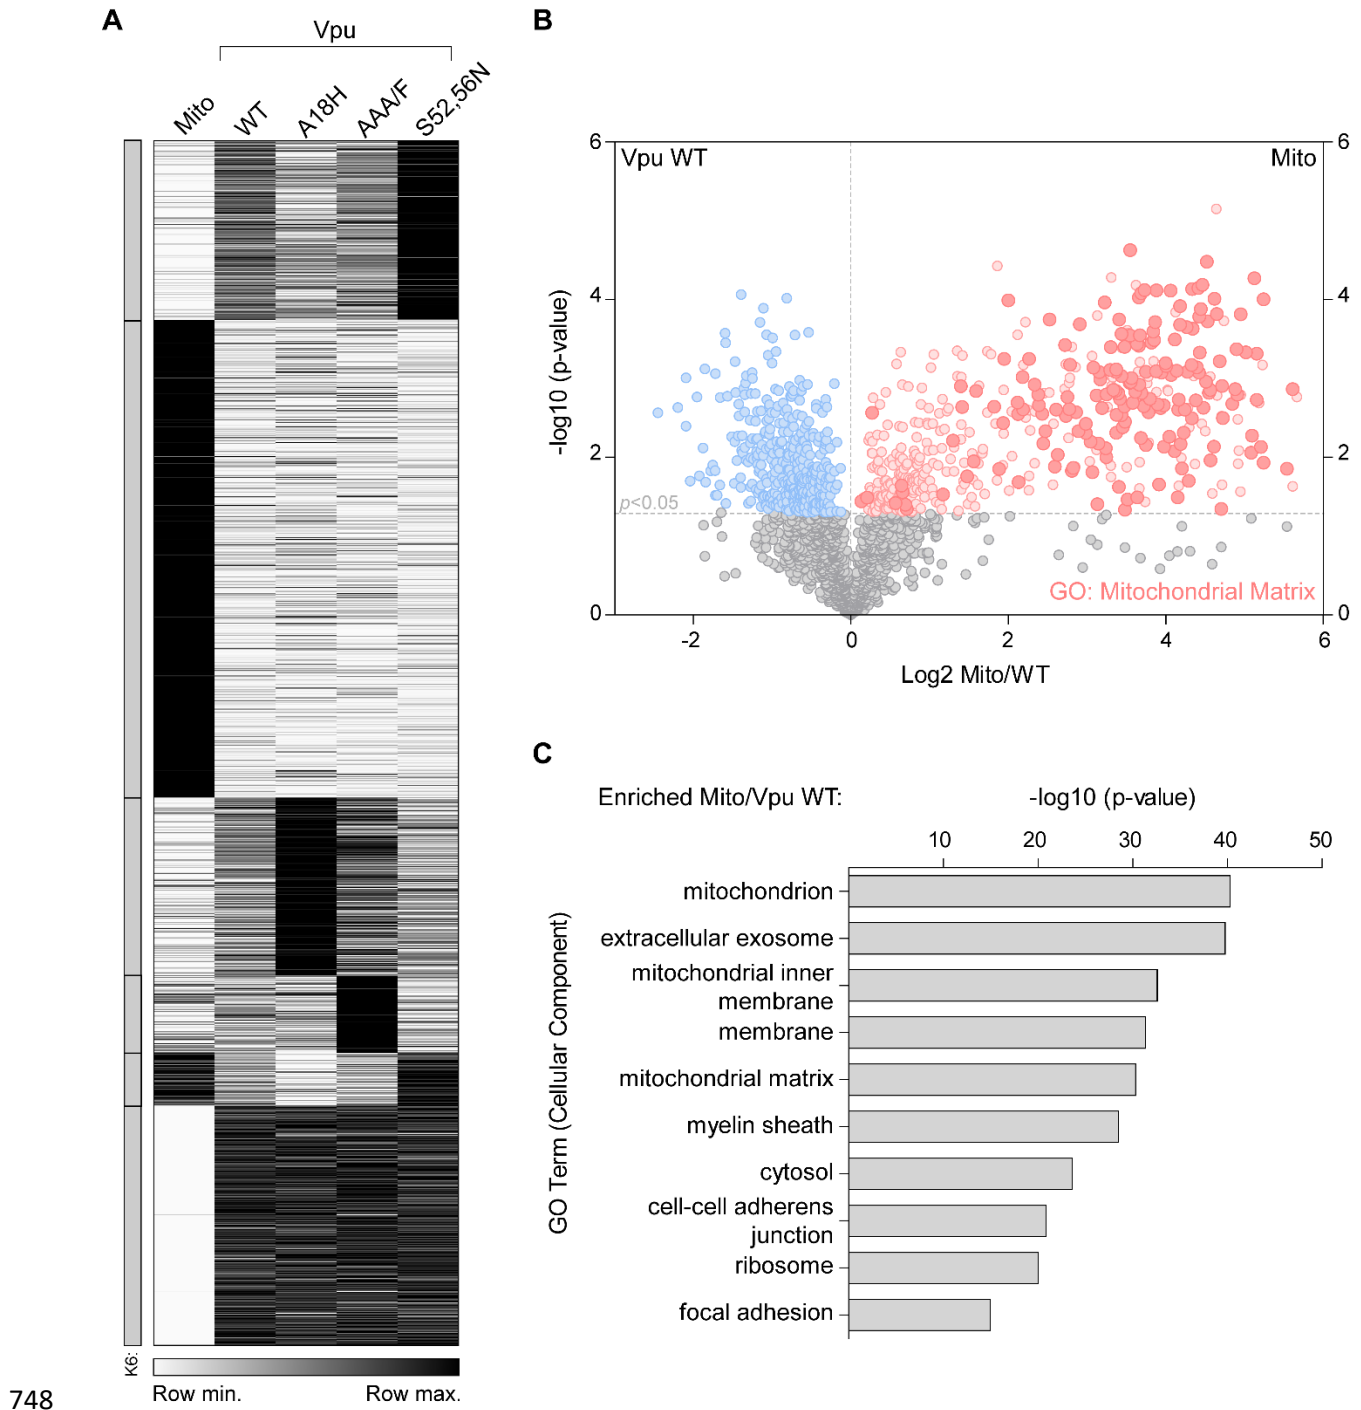 A
Vpu
Mito
WT
A18H
AAA/F
S52,56N
K6:
Row min.
Row max.
B
Vpu WT
Mito
6
4
2
0
6
4
2
0
-log10 (p-value)
p<0.05
GO: Mitochondrial Matrix
-2
0
2
4
6
Log2 Mito/WT
C
Enriched Mito/Vpu WT:
-log10 (p-value)
10
20
30
40
50
GO Term (Cellular Component)
mitochondrion
extracellular exosome
mitochondrial inner
membrane
membrane
mitochondrial matrix
myelin sheath
cytosol
cell-cell adherens
junction
ribosome
focal adhesion
748